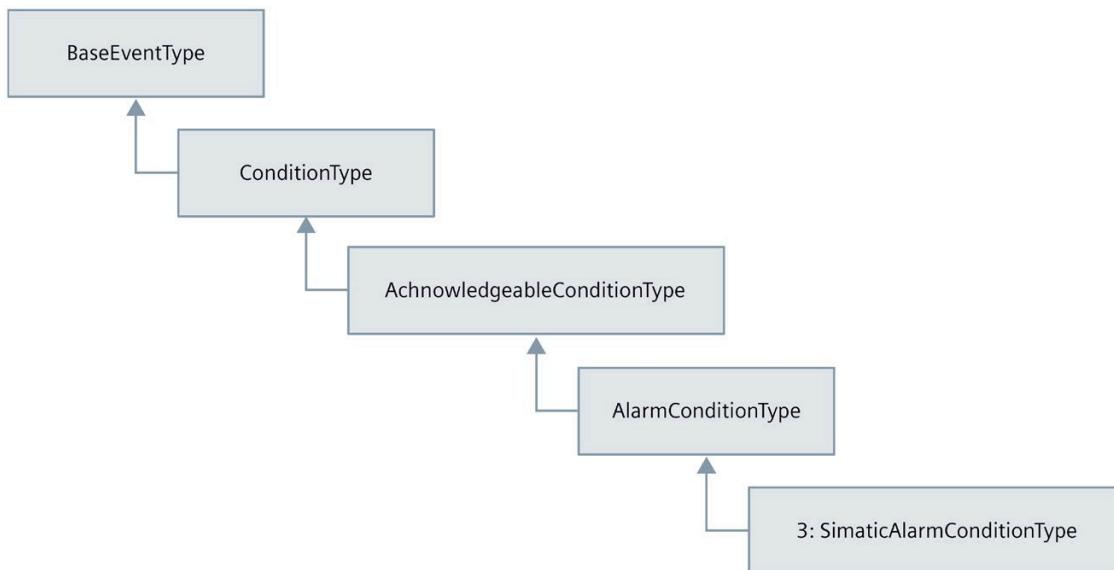 BaseEventType
ConditionType
AchnowledgeableConditionType
AlarmConditionType
3: SimaticAlarmConditionType